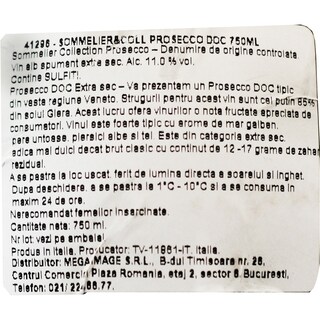 41296 - SOMMELIER&COLL PROSECCO DOC 750ML
Sommelier Collection Prosecco - Denumire de origine controlata
vin alb spumant extra sec. Alc. 11.0 % vol.
Contine SULFITI.
Prosecco DOC Extra sec - Va prezentam un Prosecco DOC tipic
din vasta regiune Veneto. Strugurii pentru acest vin sunt cel putin 85%
din soiul Glera. Acest lucru ofera vinurilor o note fructate apreciate de
consumatori. Vinul este foarte tipic cu arome de mar galben,
pere untoase, piersici albe si tei. Este din categoria extra sec,
adica mai dulci decat brut clasic cu continut de 12 -17 grame de zahar
rezidual.
A se pastra la loc uscat, ferit de lumina directa a soarelui si inghet.
Dupa deschidere, a se pastra la 1°C - 10°C si a se consuma in
maxim 24 de ore.
Nerecomandat femeilor insarcinate.
Cantitate neta: 750 ml.
Nr lot: vezi pe ambalaj.
Produs in Italia, Producator: TV-11961-IT, Italia.
Distribuitor: MEGA IMAGE S.R.L., B-dul Timisoara nr. 26,
Centrul Comercial Plaza Romania, etaj 2, sector 6, Bucuresti,
Telefon: 021/ 22 66.77.